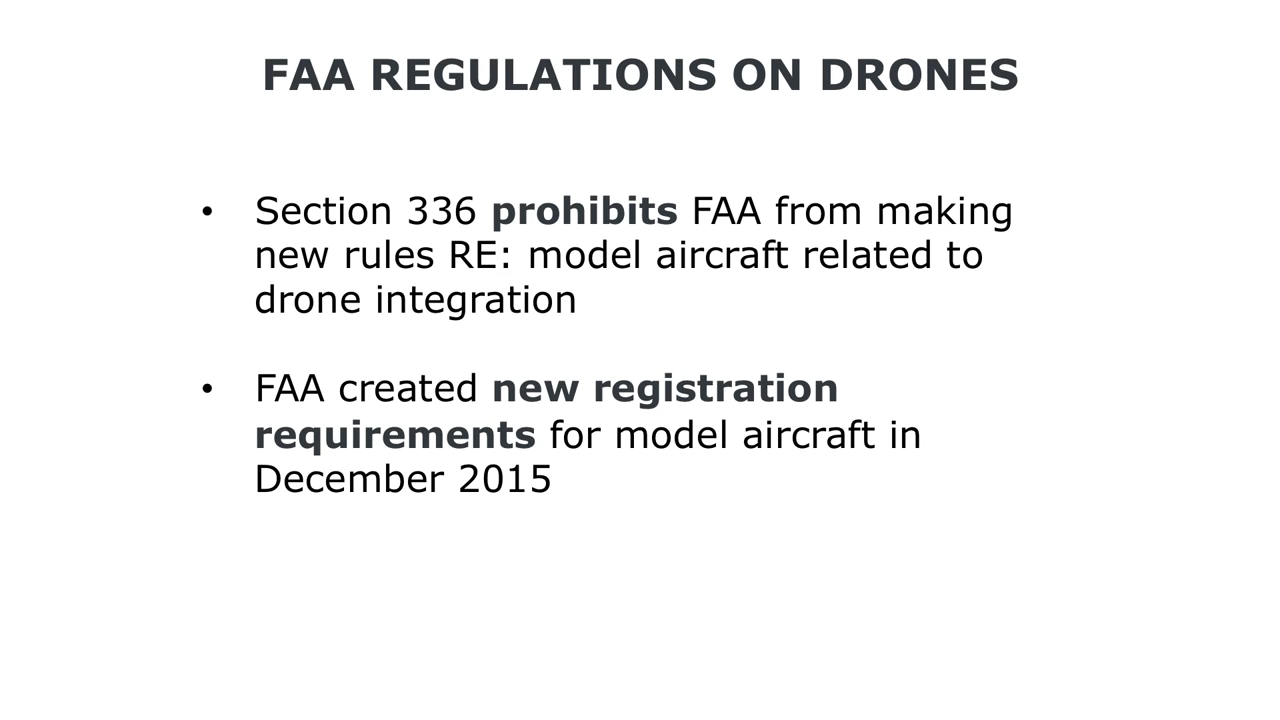 FAA REGULATIONS ON DRONES
• Section 336 prohibits FAA from making
new rules RE: model aircraft related to
drone integration
• FAA created new registration
requirements for model aircraft in
December 2015